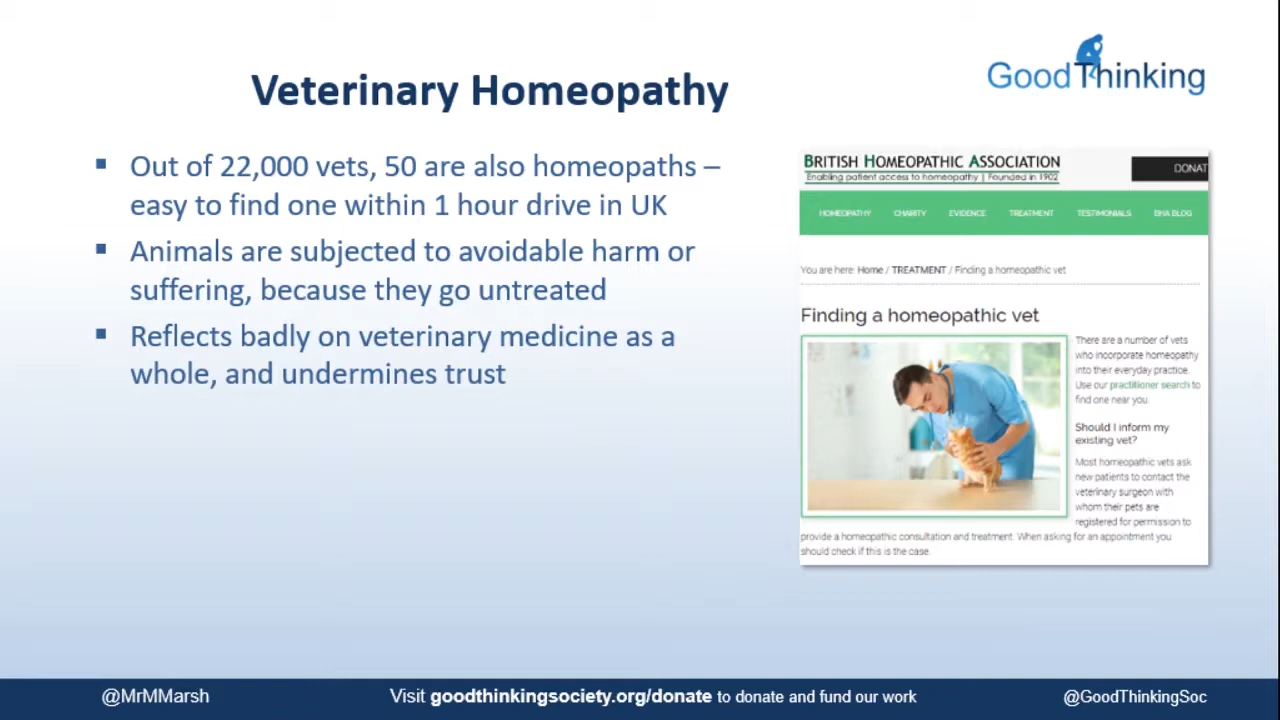 Veterinary Homeopathy
Good Thinking
▪ Out of 22,000 vets, 50 are also homeopaths –
easy to find one within 1 hour drive in UK
▪ Animals are subjected to avoidable harm or
suffering, because they go untreated
▪ Reflects badly on veterinary medicine as a
whole, and undermines trust
BRITISH HOMEOPATHIC ASSOCIATION
Enabling patient access to homeopathy | Founded in 1902
DONAT
HOMEOPATHY CHARITY EVIDENCE TREATMENT TESTIMONIALS BHA BLOG
You are here: Home / TREATMENT / Finding a homeopathic vet
Finding a homeopathic vet
There are a number of vets
who incorporate homeopathy
into their everyday practice.
Use our practitioner search to
find one near you.
Should I inform my
existing vet?
Most homeopathic vets ask
new patients to contact the
veterinary surgeon with
whom their pets are
registered for permission to
provide a homeopathic consultation and treatment. When asking for an appointment you
should check if this is the case.
@MrMMarsh
Visit goodthinkingsociety.org/donate to donate and fund our work
@GoodThinkingSoc